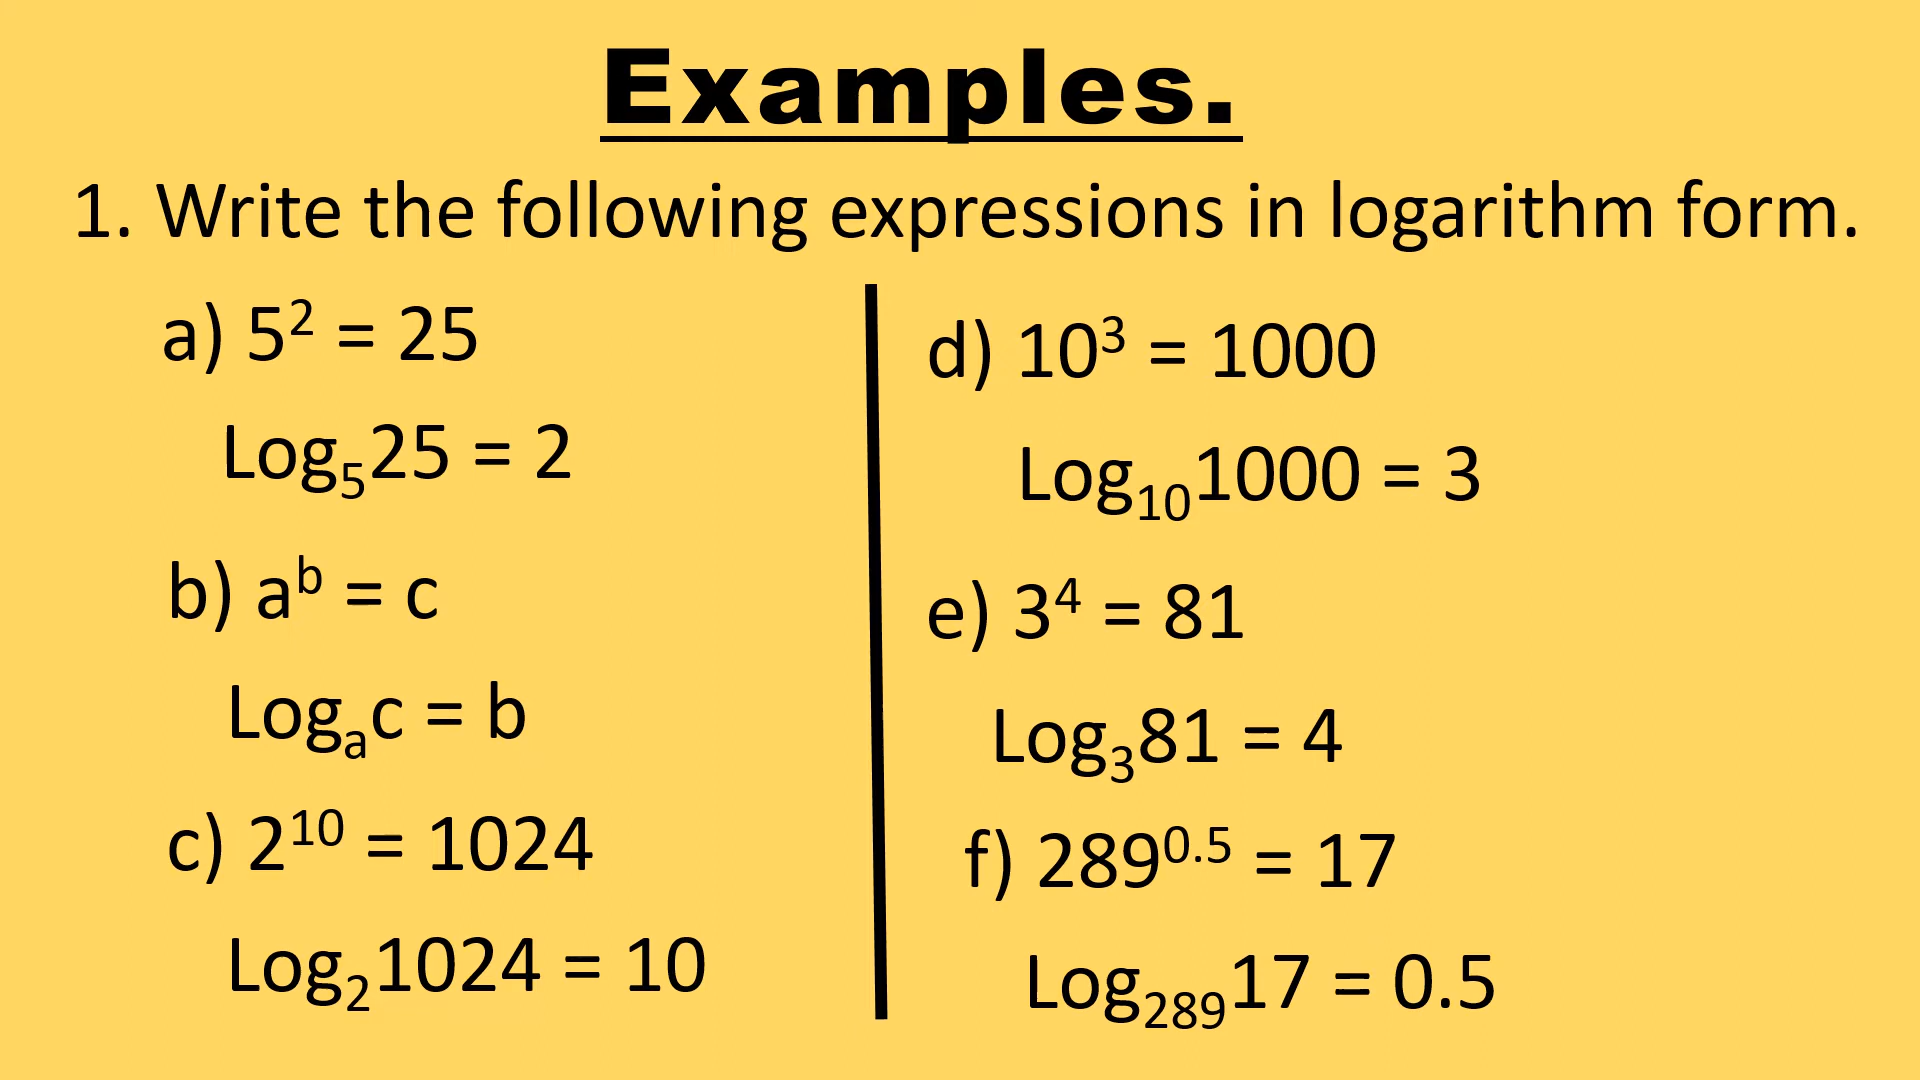 Examples.
1. Write the following expressions in logarithm form.
a) 5² = 25
Log₅25 = 2
b) aᵇ = c
Logₐc = b
c) 2¹⁰ = 1024
Log₂1024 = 10
d) 10³ = 1000
Log₁₀1000 = 3
e) 3⁴ = 81
Log₃81 = 4
f) 289⁰·⁵ = 17
Log₂₈₉17 = 0.5